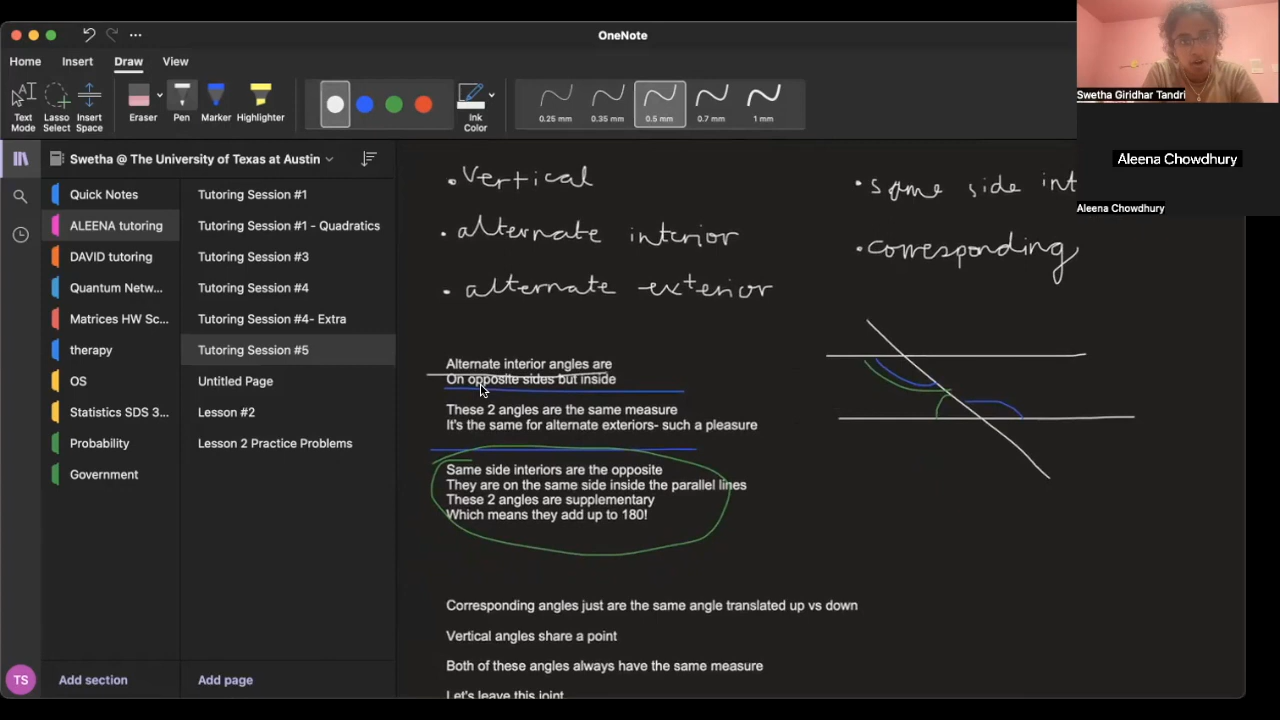 OneNote
Home Insert Draw View
Text Mode
Lasso Select
Insert Space
Eraser
Pen
Marker
Highlighter
Ink Color
0.25 mm
0.35 mm
0.5 mm
0.7 mm
1 mm
Swetha Giridhar Tandri
Aleena Chowdhury
Aleena Chowdhury
Swetha @ The University of Texas at Austin
Quick Notes
ALEENA tutoring
DAVID tutoring
Quantum Netw...
Matrices HW Sc...
therapy
OS
Statistics SDS 3...
Probability
Government
TS
Add section
Tutoring Session #1
Tutoring Session #1 - Quadratics
Tutoring Session #3
Tutoring Session #4
Tutoring Session #4- Extra
Tutoring Session #5
Untitled Page
Lesson #2
Lesson 2 Practice Problems
Add page
• Vertical
• alternate interior
• alternate exterior
• same side int
• corresponding
Alternate interior angles are
On opposite sides but inside
These 2 angles are the same measure
It's the same for alternate exteriors- such a pleasure
Same side interiors are the opposite
They are on the same side inside the parallel lines
These 2 angles are supplementary
Which means they add up to 180!
Corresponding angles just are the same angle translated up vs down
Vertical angles share a point
Both of these angles always have the same measure
Let's leave this joint